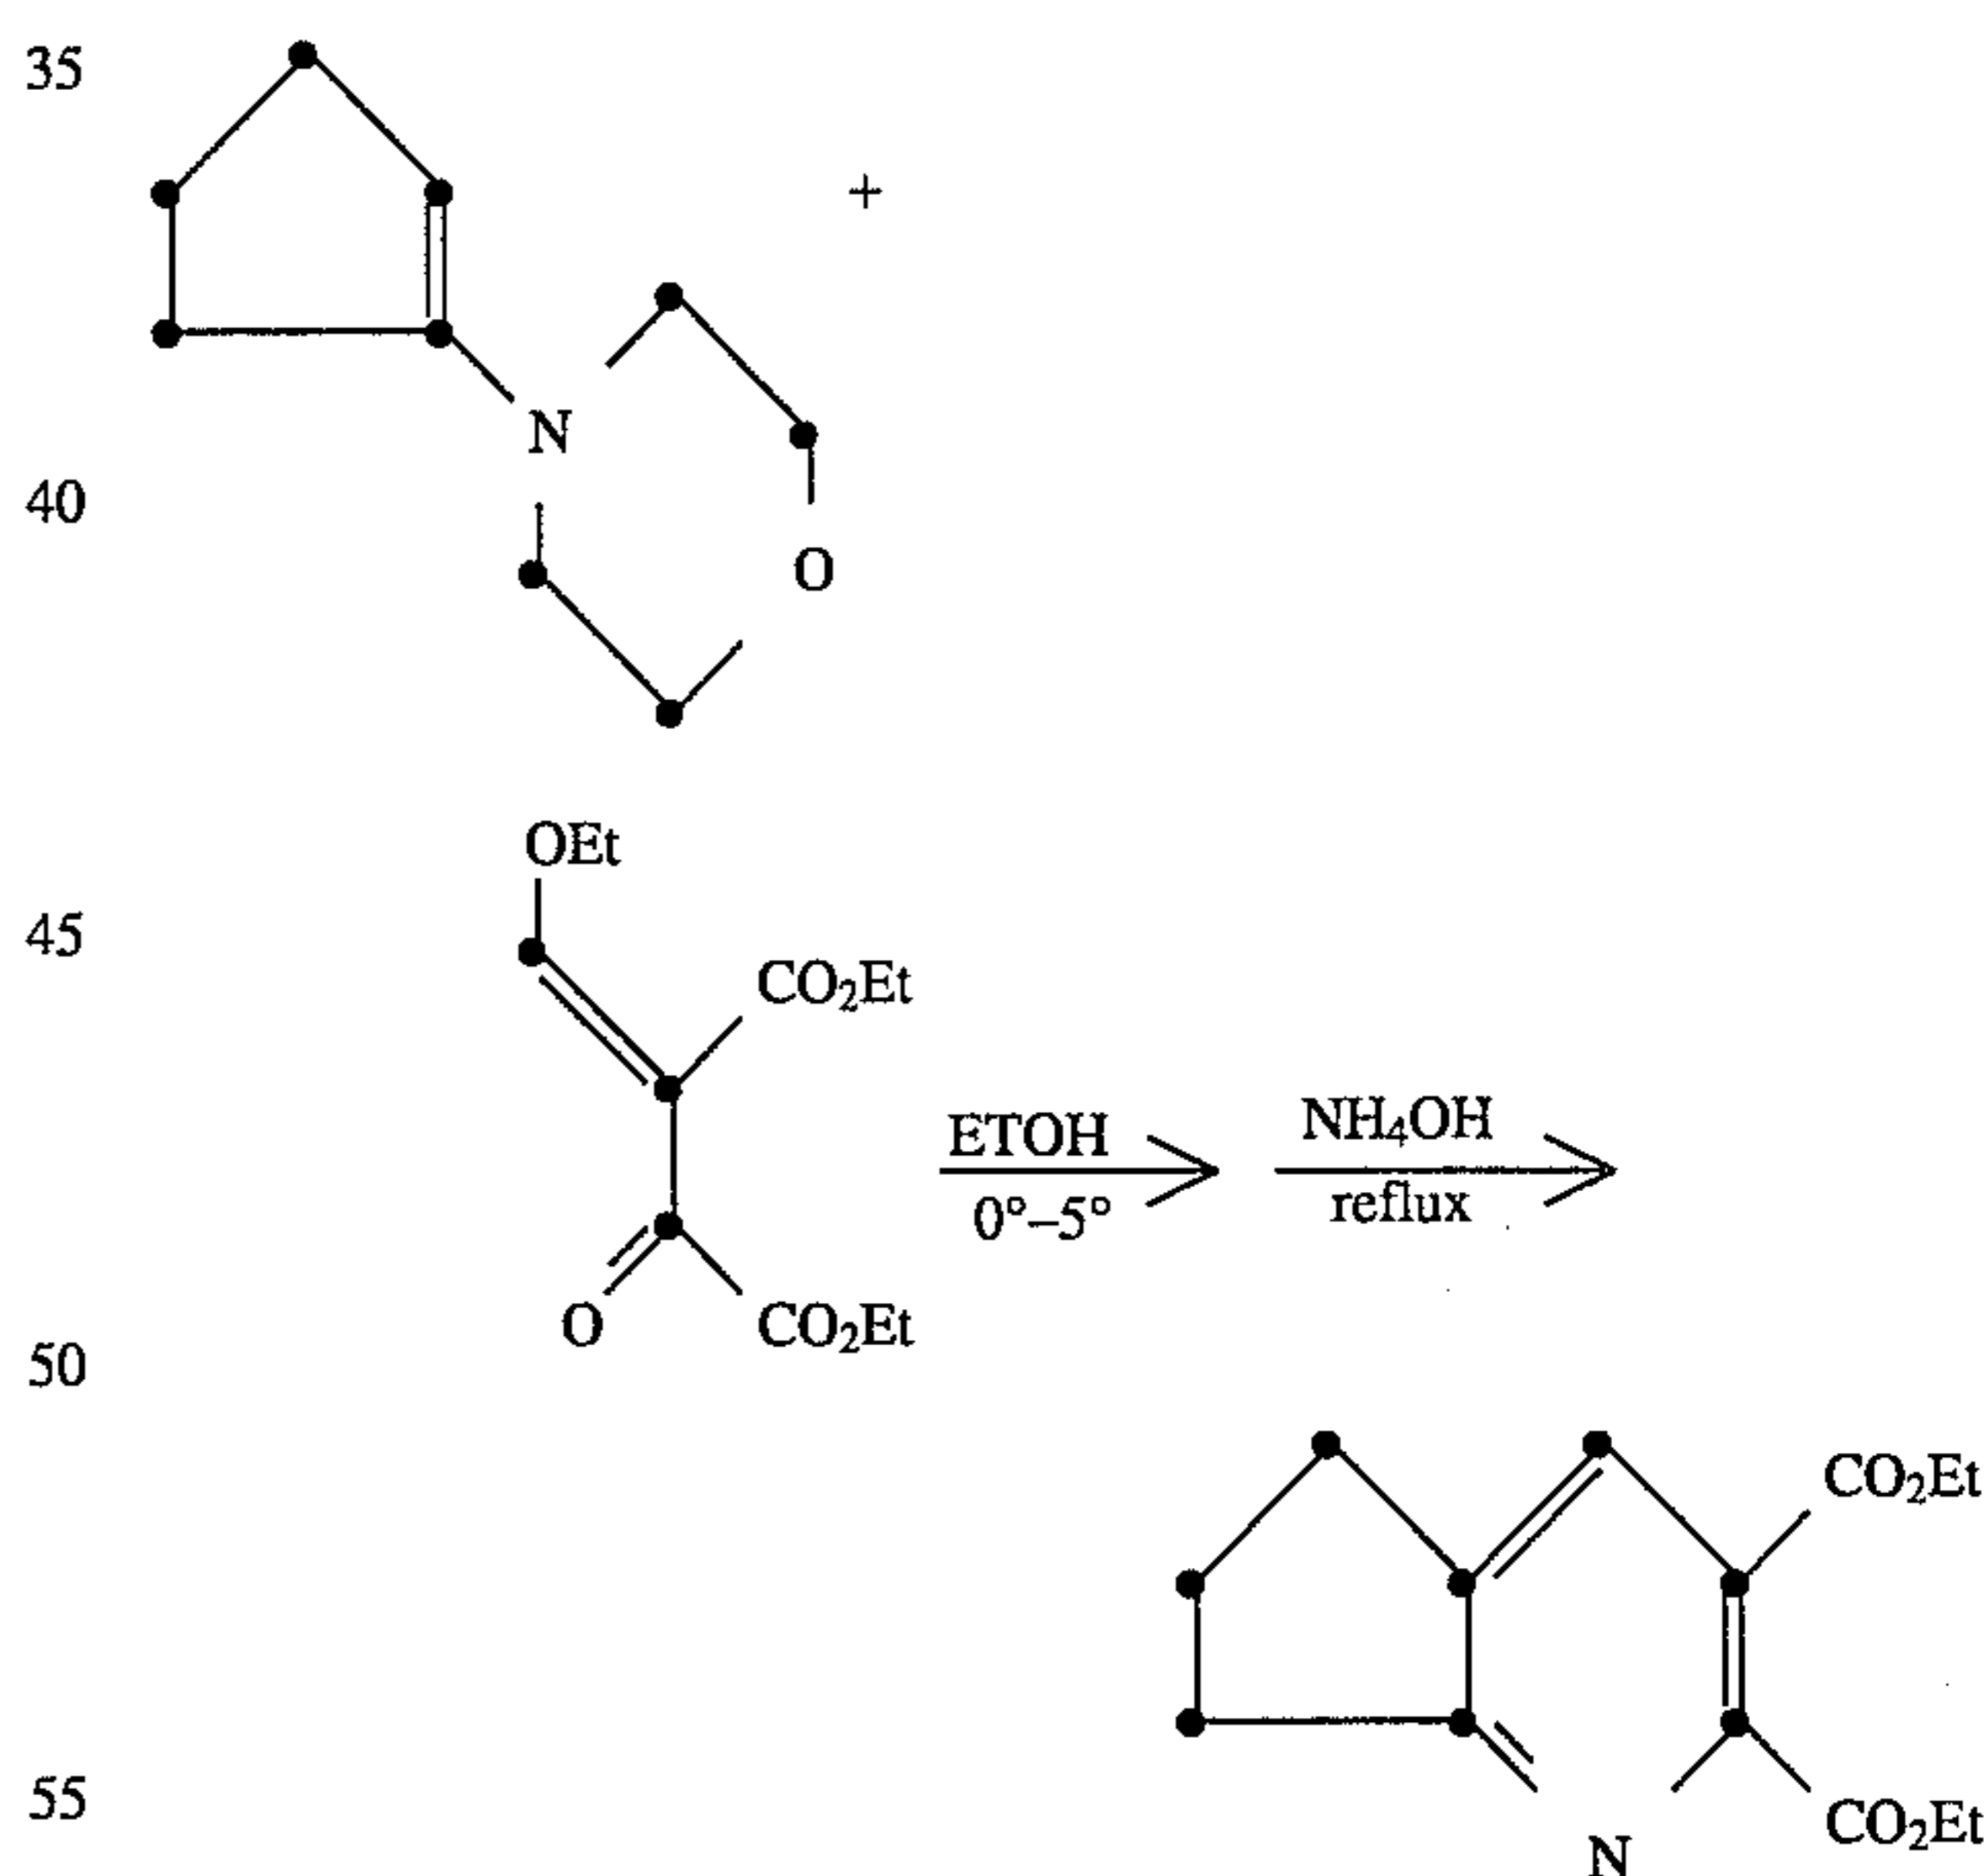 35
+
N
40
O
OEt
45
CO₂Et
ETOH
NH₄OH
0°–5°
reflux
O
CO₂Et
50
CO₂Et
55
CO₂Et
N